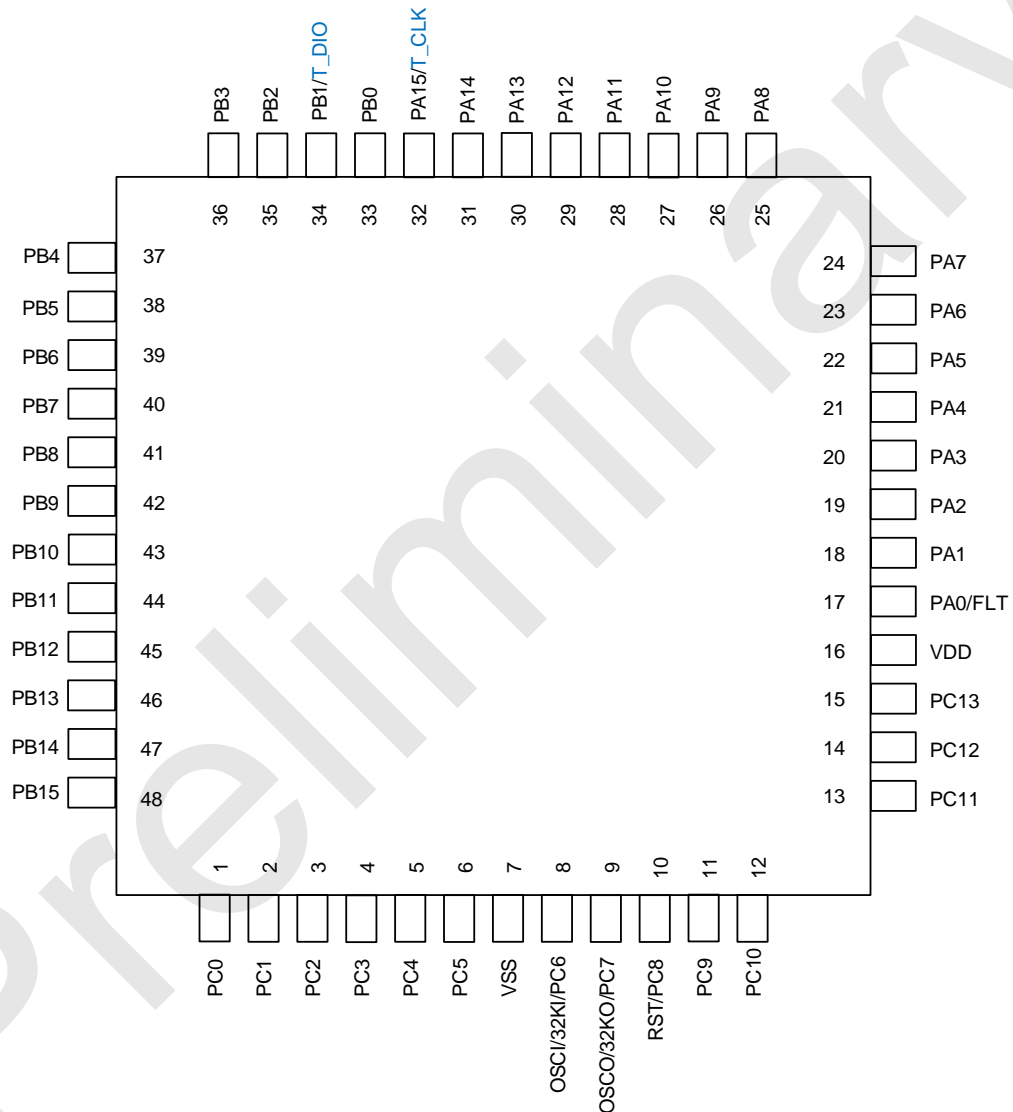 PB3
PB2
PB1/T_DIO
PB0
PA15/T_CLK
PA14
PA13
PA12
PA11
PA10
PA9
PA8
36
35
34
33
32
31
30
29
28
27
26
25
PB4 37
PB5 38
PB6 39
PB7 40
PB8 41
PB9 42
PB10 43
PB11 44
PB12 45
PB13 46
PB14 47
PB15 48
24 PA7
23 PA6
22 PA5
21 PA4
20 PA3
19 PA2
18 PA1
17 PA0/FLT
16 VDD
15 PC13
14 PC12
13 PC11
1
2
3
4
5
6
7
8
9
10
11
12
PC0
PC1
PC2
PC3
PC4
PC5
VSS
OSCI/32KI/PC6
OSCO/32KO/PC7
RST/PC8
PC9
PC10
Preliminary